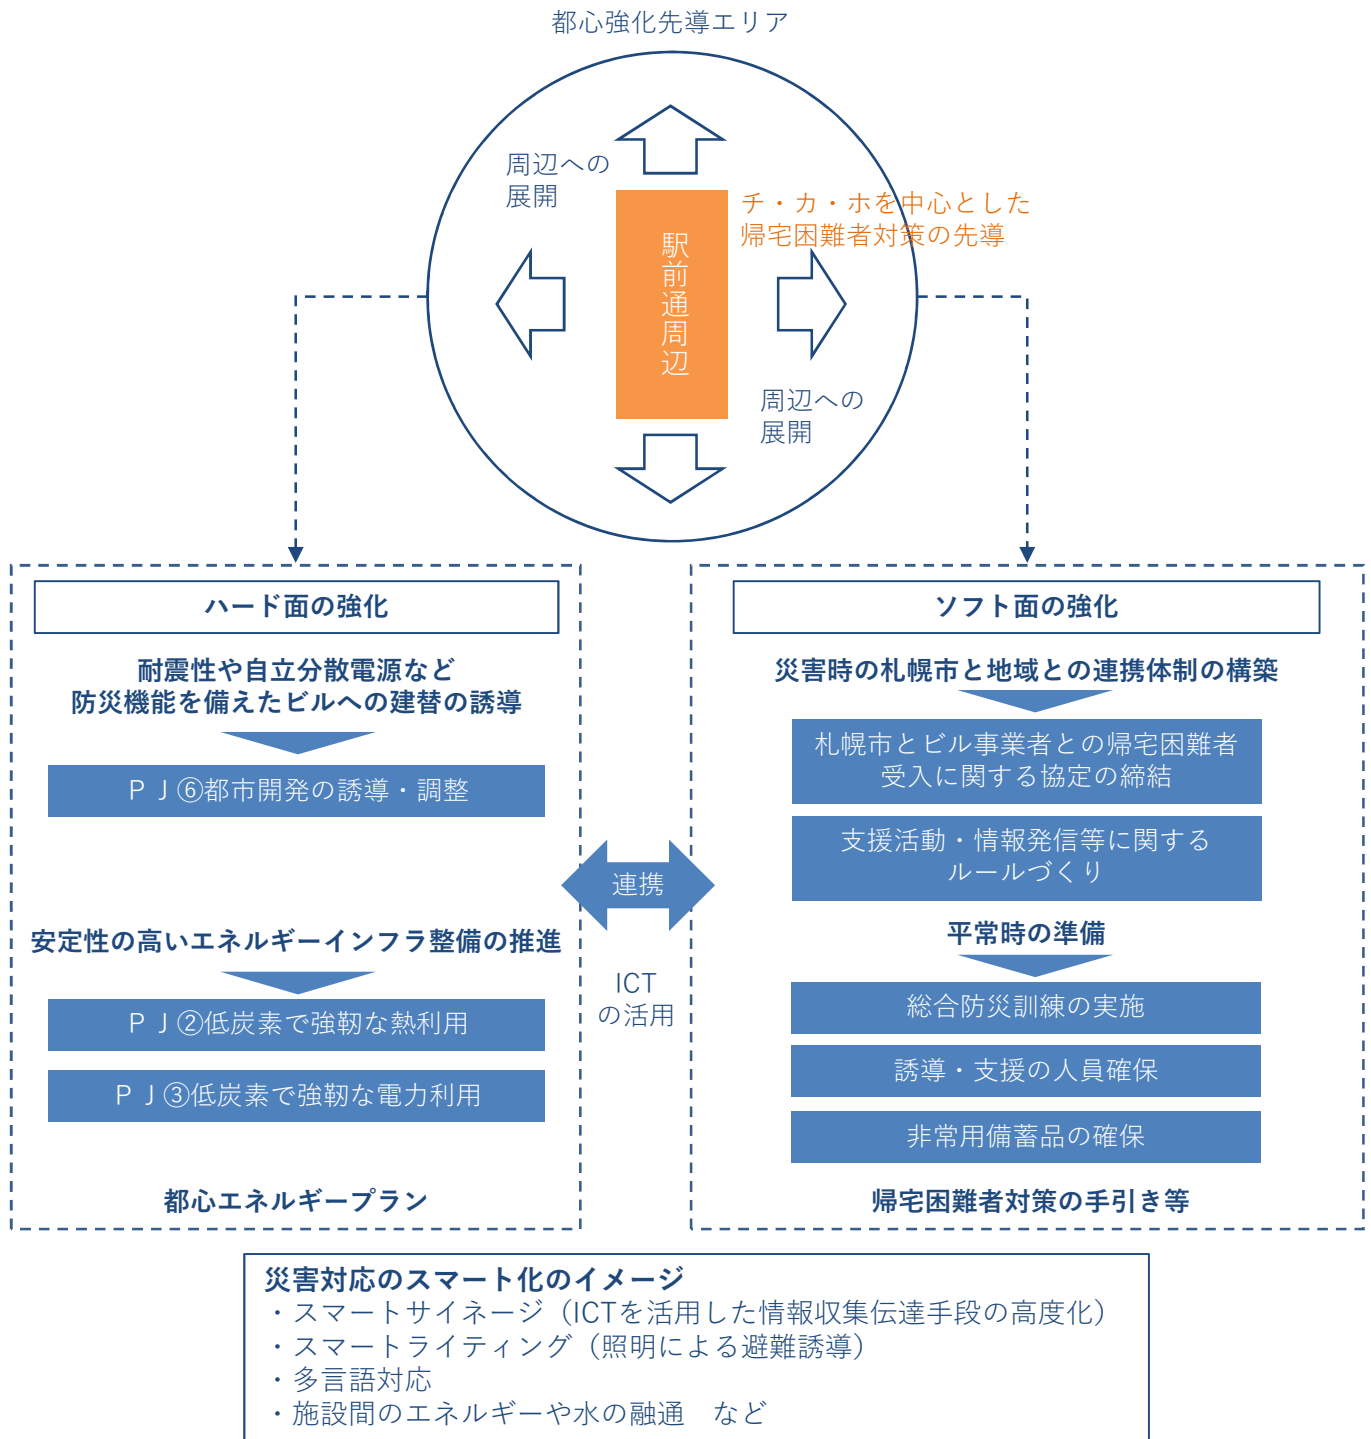 都心強化先導エリア
周辺への
展開
チ・カ・ホを中心とした
帰宅困難者対策の先導
駅前通周辺
周辺への
展開
ハード面の強化
耐震性や自立分散電源など
防災機能を備えたビルへの建替の誘導
ＰＪ⑥都市開発の誘導・調整
安定性の高いエネルギーインフラ整備の推進
ＰＪ②低炭素で強靭な熱利用
ＰＪ③低炭素で強靭な電力利用
都心エネルギープラン
連携
ICT
の活用
ソフト面の強化
災害時の札幌市と地域との連携体制の構築
札幌市とビル事業者との帰宅困難者
受入に関する協定の締結
支援活動・情報発信等に関する
ルールづくり
平常時の準備
総合防災訓練の実施
誘導・支援の人員確保
非常用備蓄品の確保
帰宅困難者対策の手引き等
災害対応のスマート化のイメージ
・スマートサイネージ（ICTを活用した情報収集伝達手段の高度化）
・スマートライティング（照明による避難誘導）
・多言語対応
・施設間のエネルギーや水の融通　など